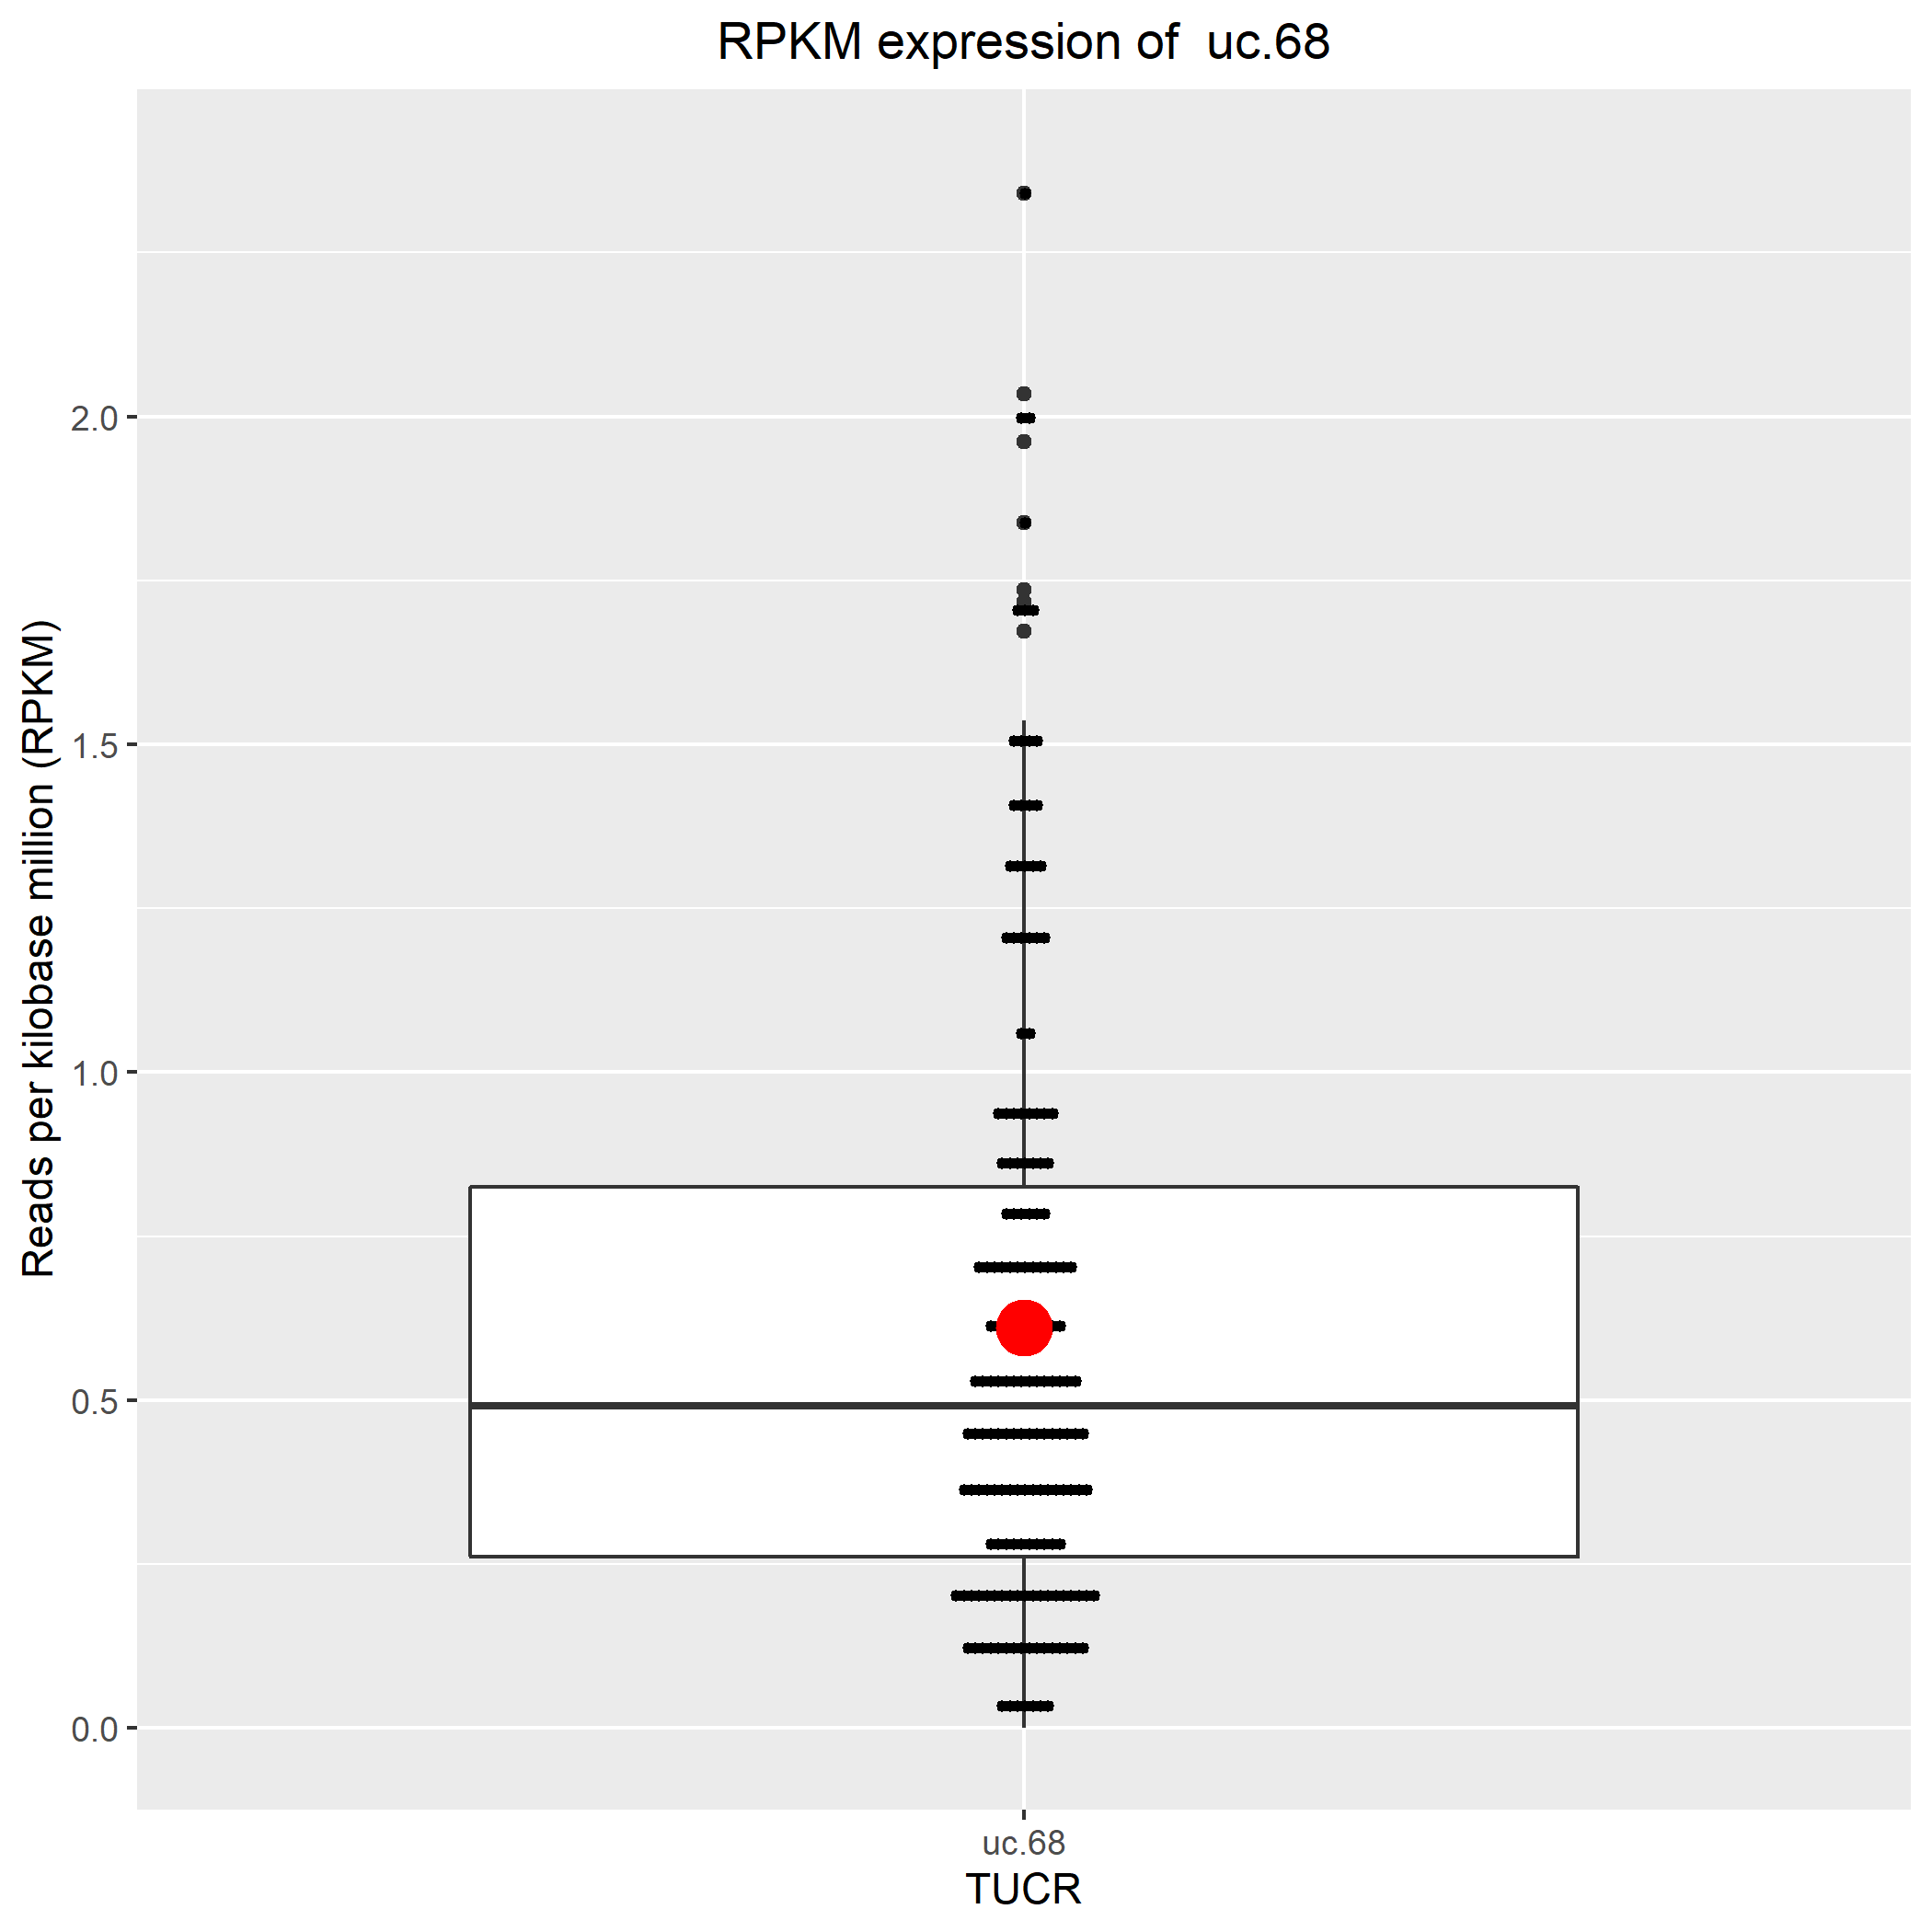 RPKM expression of  uc.68
Reads per kilobase million (RPKM)
2.0
1.5
1.0
0.5
0.0
uc.68
TUCR